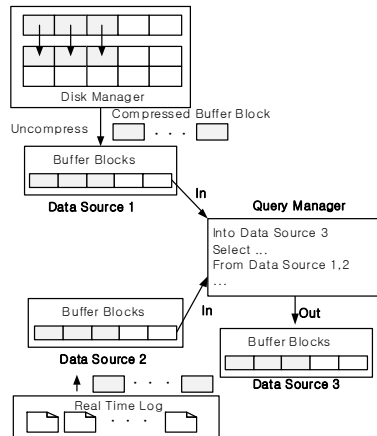 Disk Manager
Compressed Buffer Block
Uncompress
. . .
Buffer Blocks
Data Source 1
In
Query Manager
Into Data Source 3
Select ...
From Data Source 1,2
...
Buffer Blocks
In
Out
Data Source 2
Buffer Blocks
Data Source 3
. . .
Real Time Log
. . .